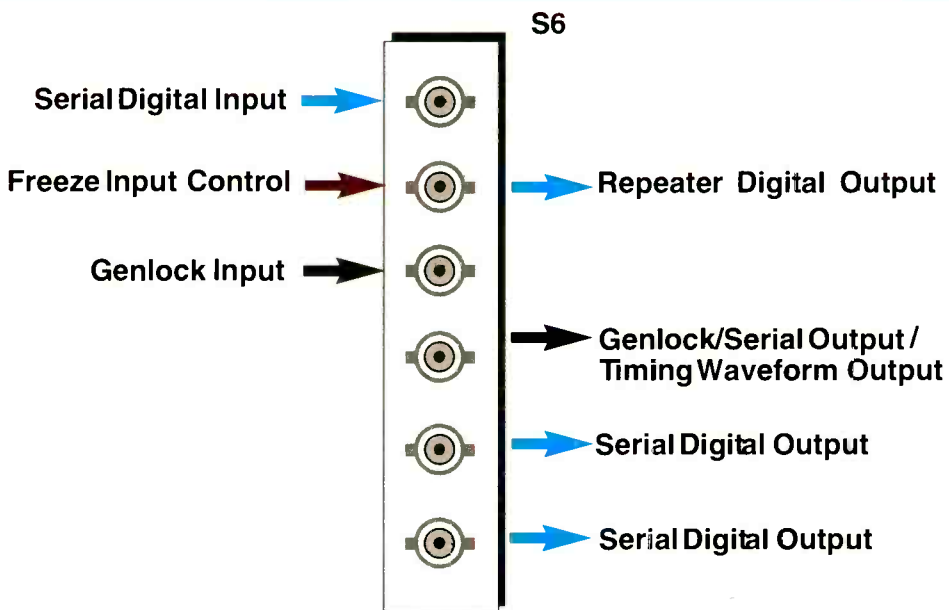 S6
Serial Digital Input
Freeze Input Control
Repeater Digital Output
Genlock Input
Genlock/Serial Output /
Timing Waveform Output
Serial Digital Output
Serial Digital Output